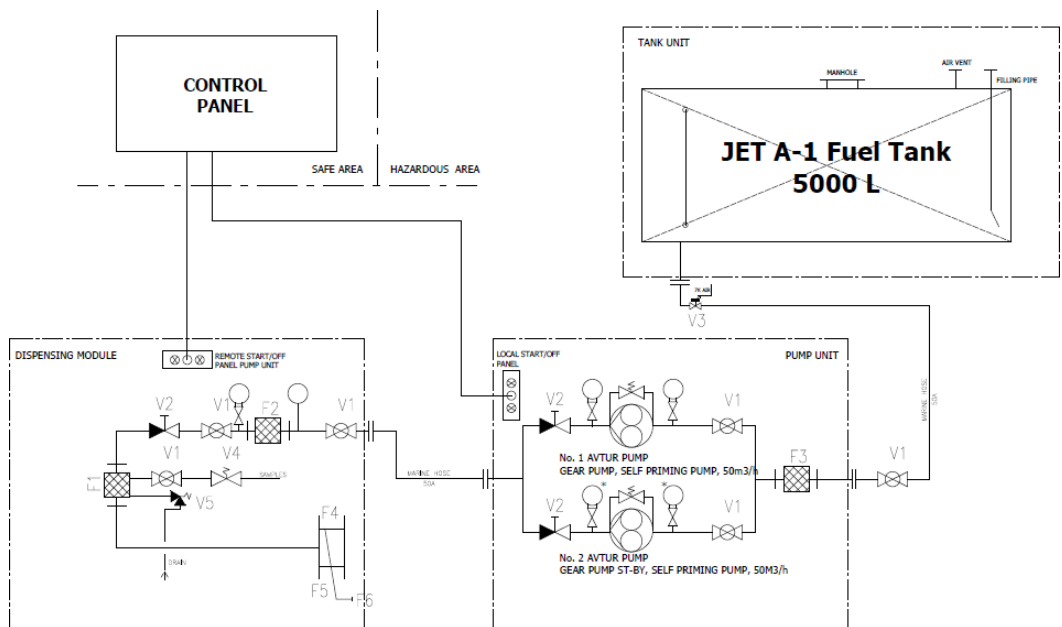 CONTROL
PANEL
SAFE AREA
HAZARDOUS AREA
TANK UNIT
MANHOLE
AIR VENT
FILLING PIPE
JET A-1 Fuel Tank
5000 L
7K AIR
V3
MARINE HOSE
50A
DISPENSING MODULE
REMOTE START/OFF
PANEL PUMP UNIT
V2
V1
F2
V1
V1
V4
SAMPLES
F1
V5
DRAIN
F4
F5
F6
MARINE HOSE
50A
LOCAL START/OFF
PANEL
PUMP UNIT
V2
V1
No. 1 AVTUR PUMP
GEAR PUMP, SELF PRIMING PUMP, 50m3/h
F3
V1
V2
*
*
V1
No. 2 AVTUR PUMP
GEAR PUMP ST-BY, SELF PRIMING PUMP, 50M3/h